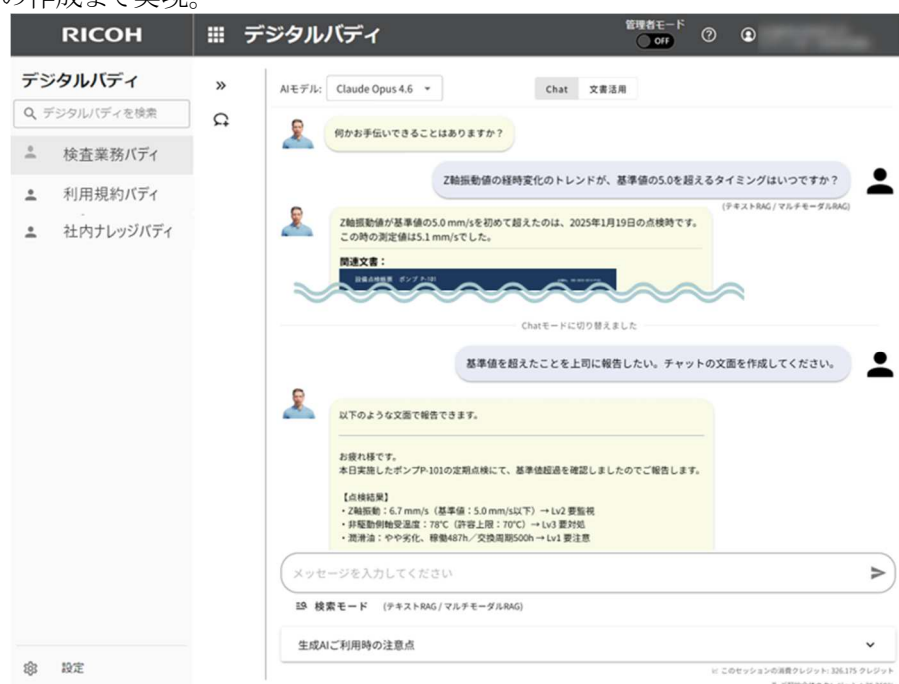 の作成まで実現。
RICOH
デジタルバディ
管理者モード
OFF
デジタルバディ
デジタルバディを検索
検査業務バディ
利用規約バディ
社内ナレッジバディ
設定
AIモデル: Claude Opus 4.6
Chat 文書活用
何かお手伝いできることはありますか？
Z軸振動値の経時変化のトレンドが、基準値の5.0を超えるタイミングはいつですか？
(テキストRAG / マルチモーダルRAG)
Z軸振動値が基準値の5.0 mm/sを初めて超えたのは、2025年1月19日の点検時です。
この時の測定値は5.1 mm/sでした。
関連文書：
設備点検帳票 ポンプ P-101
Chatモードに切り替えました
基準値を超えたことを上司に報告したい。チャットの文面を作成してください。
以下のような文面で報告できます。
お疲れ様です。
本日実施したポンプP-101の定期点検にて、基準値超過を確認しましたのでご報告します。
【点検結果】
・Z軸振動：6.7 mm/s（基準値：5.0 mm/s以下）→ Lv2 要監視
・非駆動側軸受温度：78℃（許容上限：70℃）→ Lv3 要対処
・潤滑油：やや劣化、稼働487h／交換周期500h → Lv1 要注意
メッセージを入力してください
検索モード (テキストRAG / マルチモーダルRAG)
生成AIご利用時の注意点
このセッションの消費クレジット: 326.175 クレジット